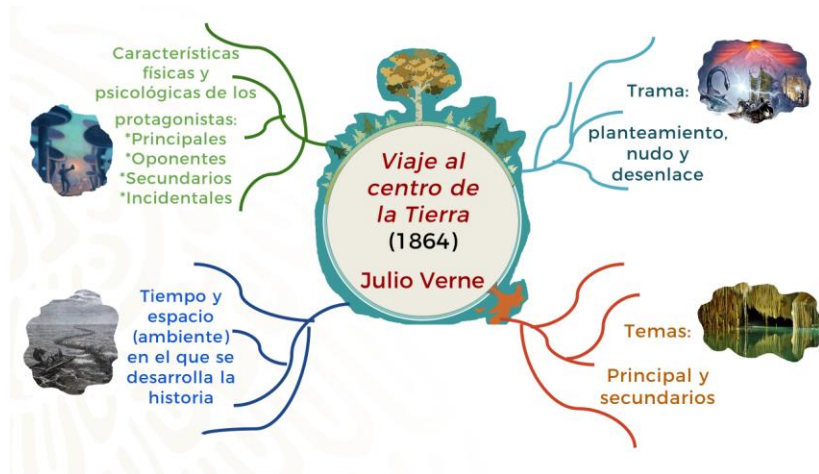 Características
físicas y
psicológicas de los
protagonistas:
*Principales
*Oponentes
*Secundarios
*Incidentales
Viaje al
centro de
la Tierra
(1864)
Julio Verne
Trama:
planteamiento,
nudo y
desenlace
Tiempo y
espacio
(ambiente)
en el que se
desarrolla la
historia
Temas:
Principal y
secundarios